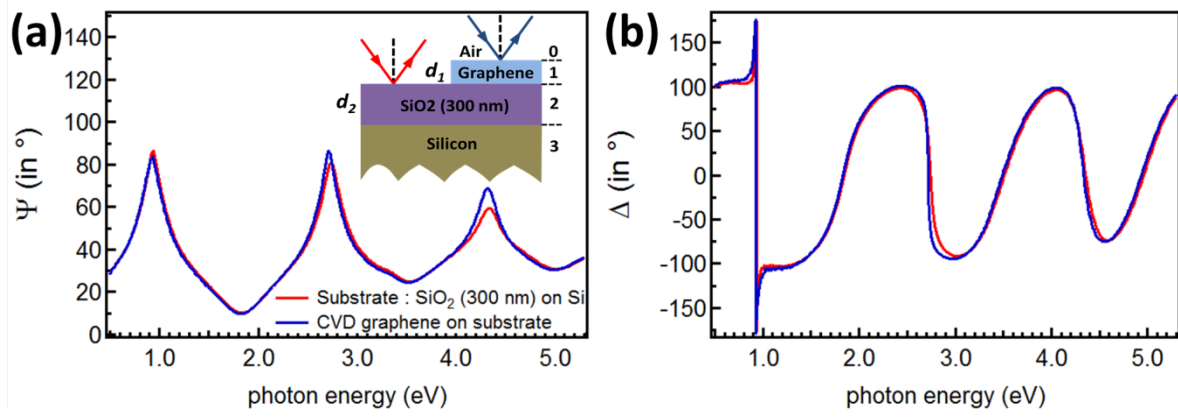 (a)
140
120
100
80
60
40
20
0
Ψ (in °)
1.0 2.0 3.0 4.0 5.0
photon energy (eV)
Air 0
d1 Graphene 1
d2 SiO2 (300 nm) 2
Silicon 3
Substrate : SiO2 (300 nm) on Si
CVD graphene on substrate
(b)
150
100
50
0
-50
-100
-150
Δ (in °)
1.0 2.0 3.0 4.0 5.0
photon energy (eV)